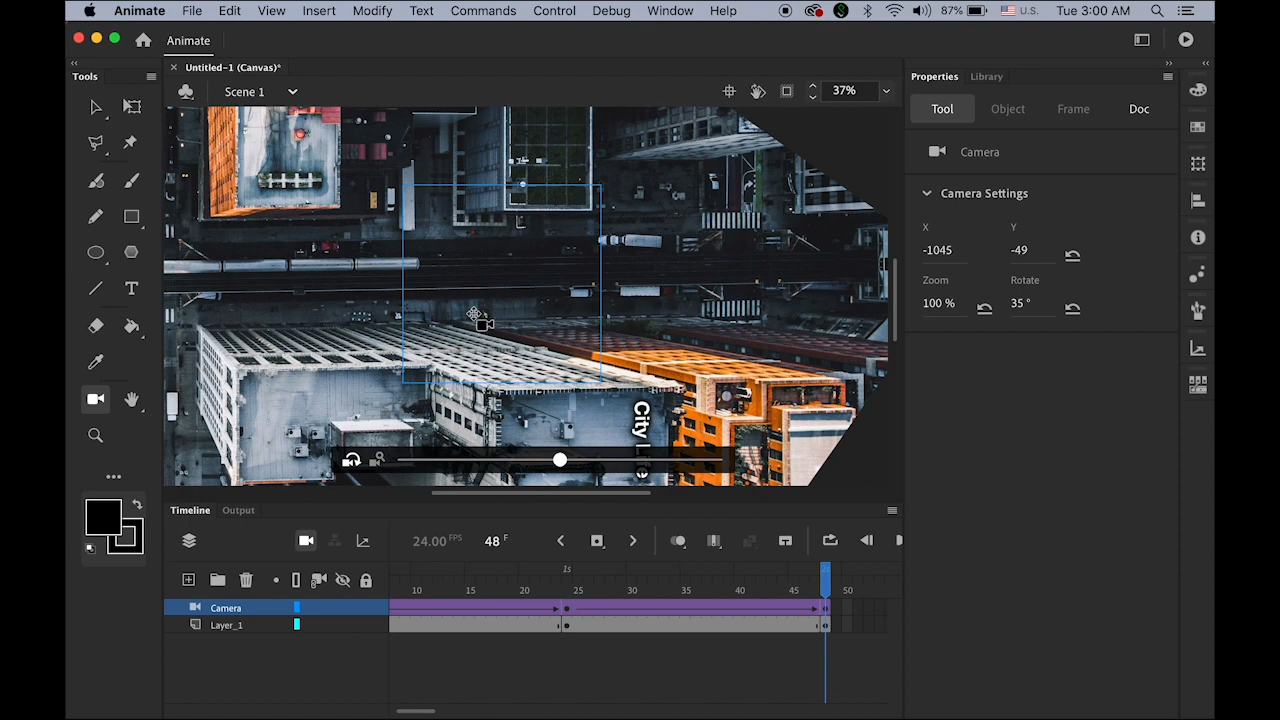 Animate File Edit View Insert Modify Text Commands Control Debug Window Help 87% U.S. Tue 3:00 AM
Animate
Tools
Untitled-1 (Canvas)*
Properties Library
Scene 1 37%
Tool Object Frame Doc
Camera
Camera Settings
X Y
-1045 -49
Zoom Rotate
100 % 35 °
City Life
T
Timeline Output
24.00 FPS 48 F
1s 2s
10 15 20 25 30 35 40 45 50
Camera
Layer_1